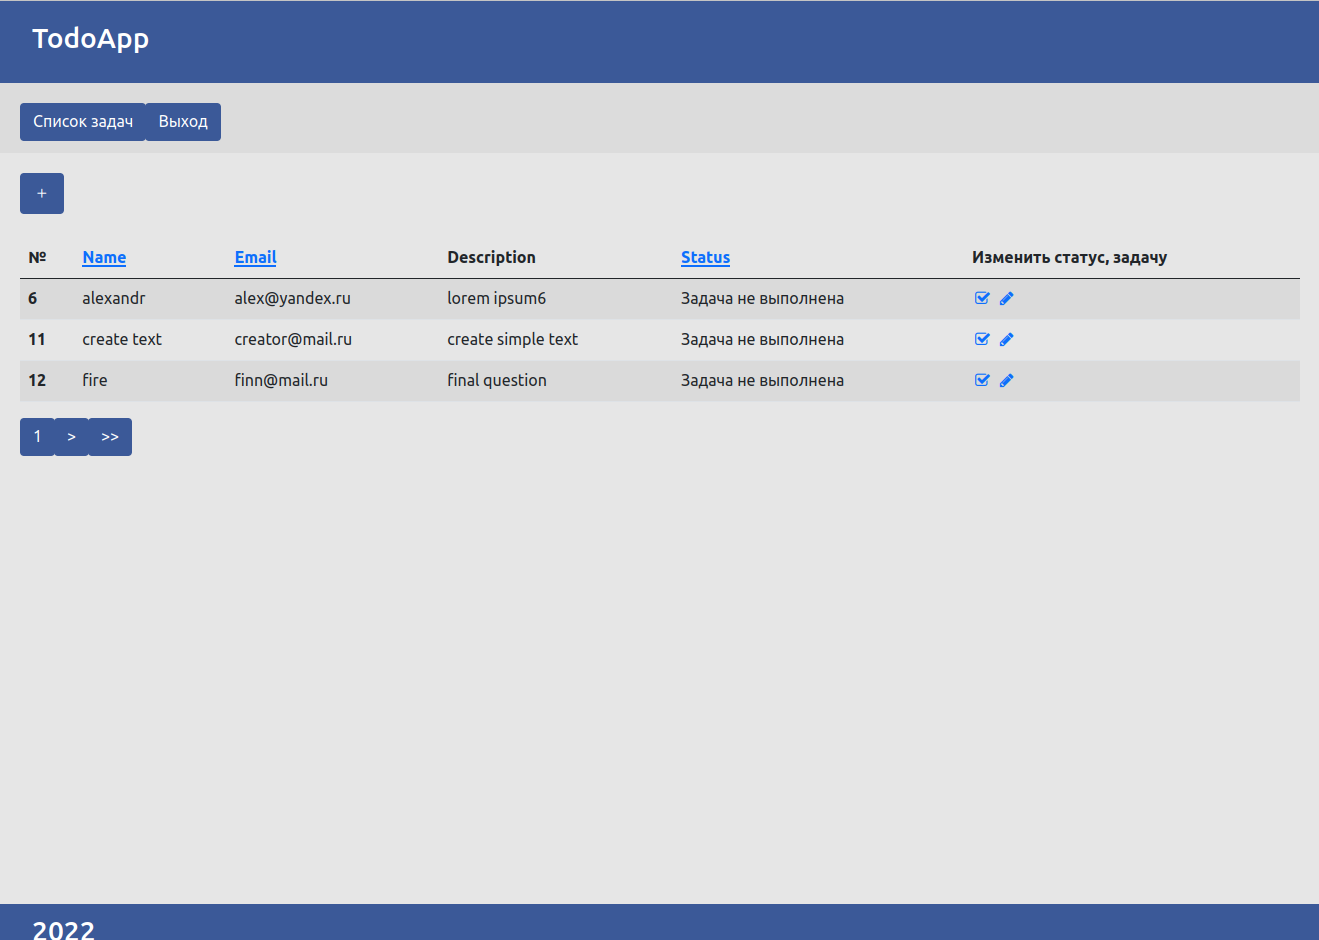 TodoApp
Список задач Выход
+
№ Name Email Description Status Изменить статус, задачу
6 alexandr alex@yandex.ru lorem ipsum6 Задача не выполнена
11 create text creator@mail.ru create simple text Задача не выполнена
12 fire finn@mail.ru final question Задача не выполнена
1 > >>
2022